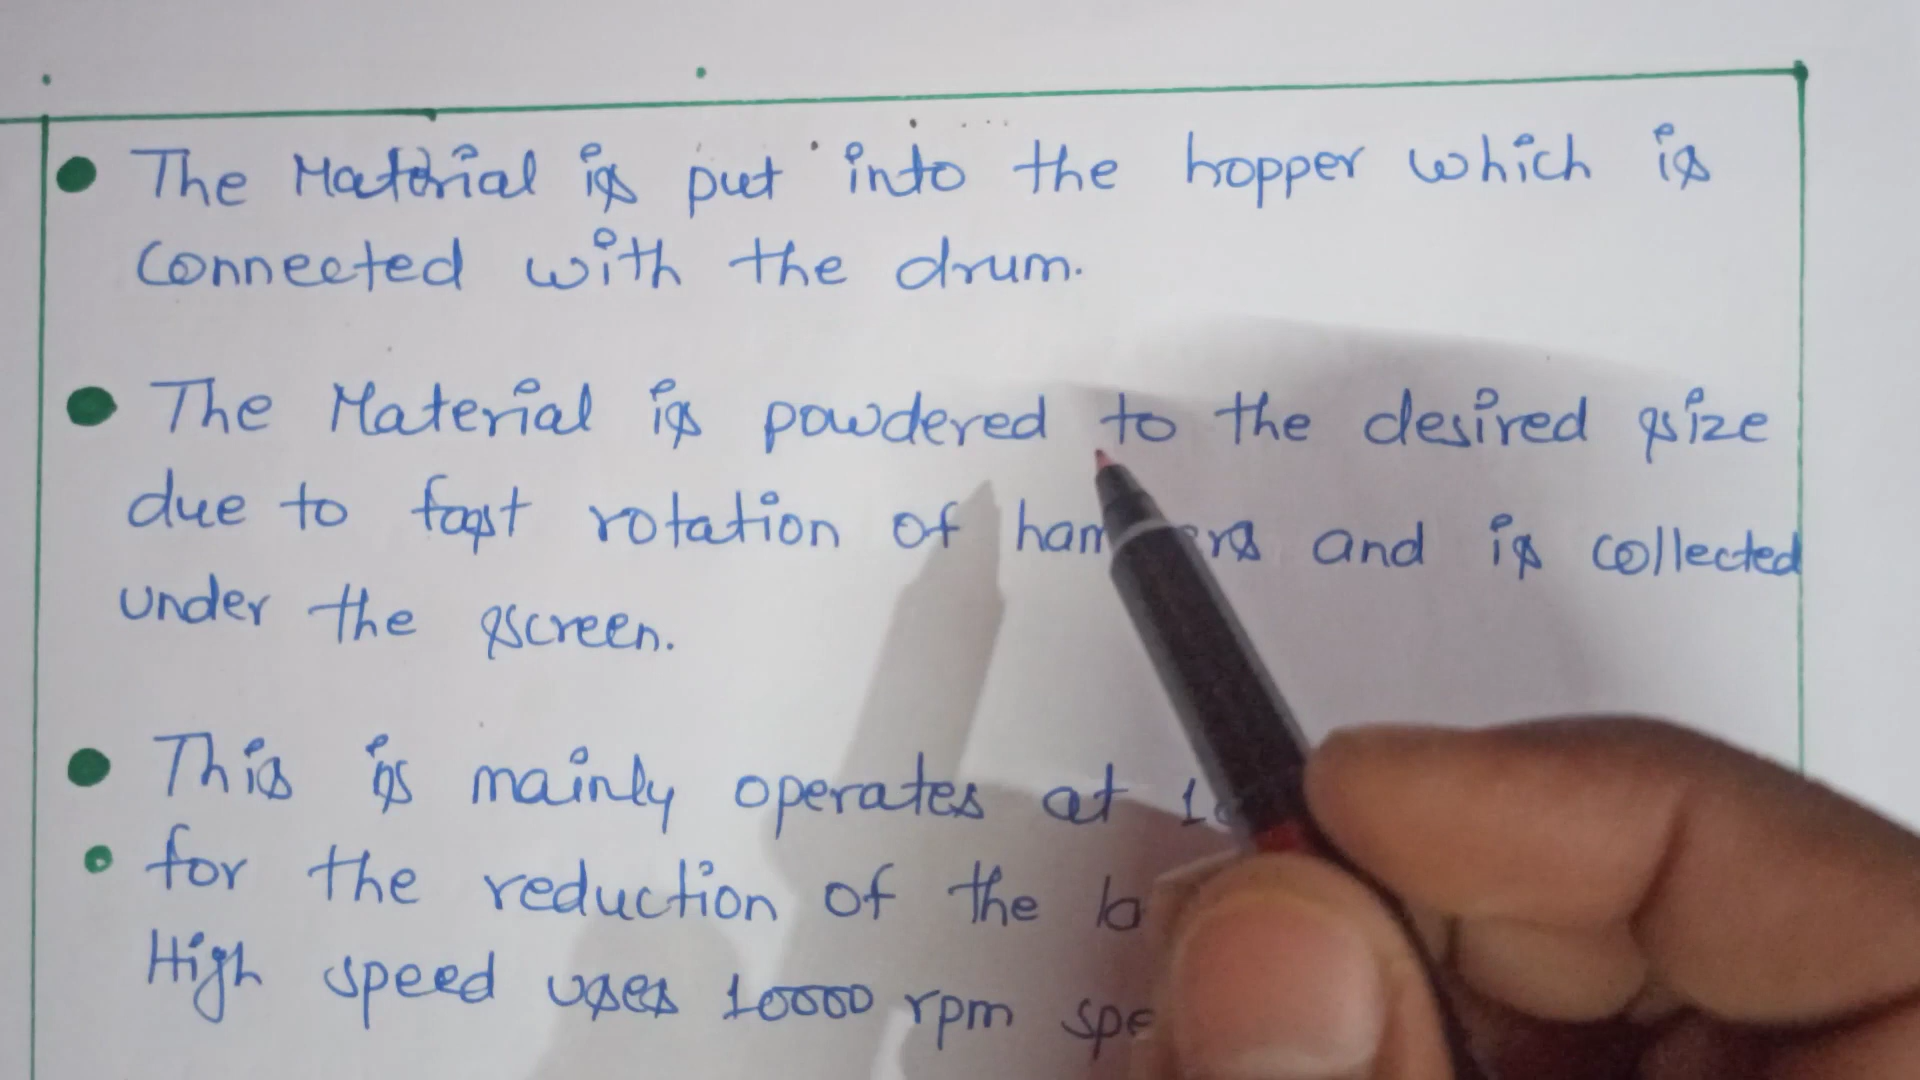 The Material is put into the hopper which is
connected with the drum.
The Material is powdered to the desired size
due to fast rotation of and is collected
under the screen.
This is mainly operates at
for the reduction of the
High speed uses 10000 rpm